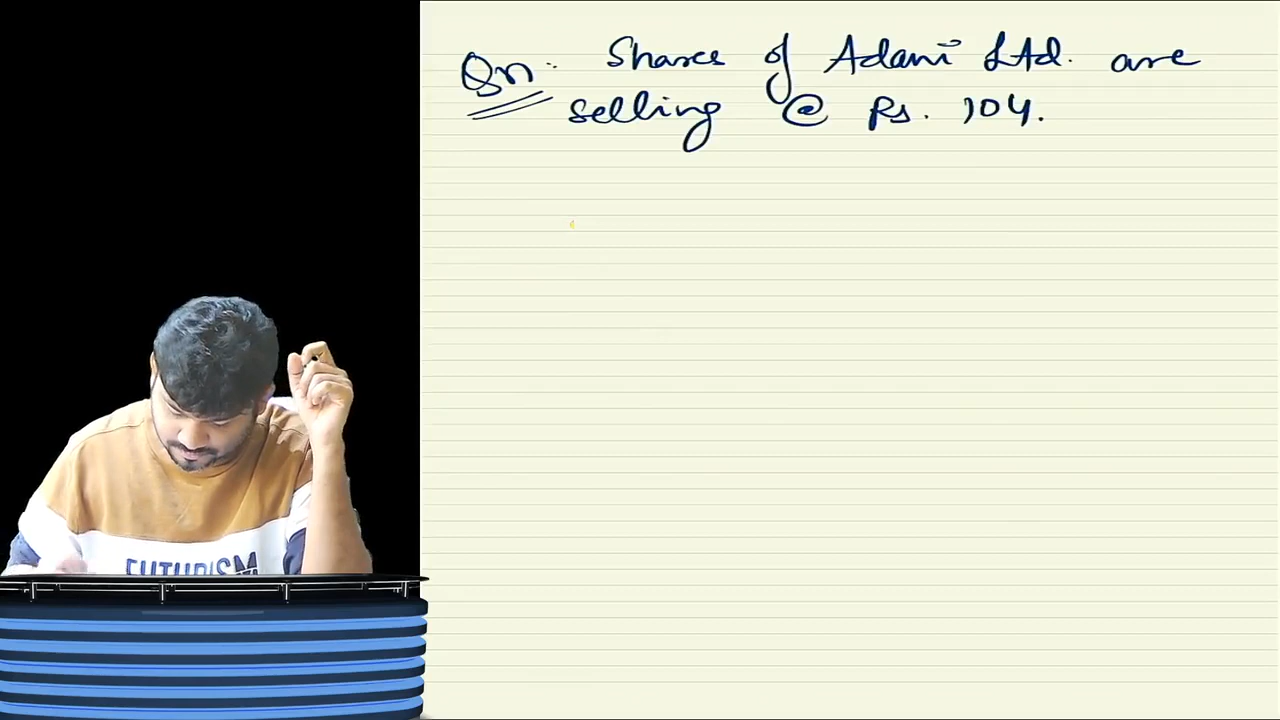 Qn: Shares of Adani Ltd. are
selling @ Rs. 104.
FUTURISM